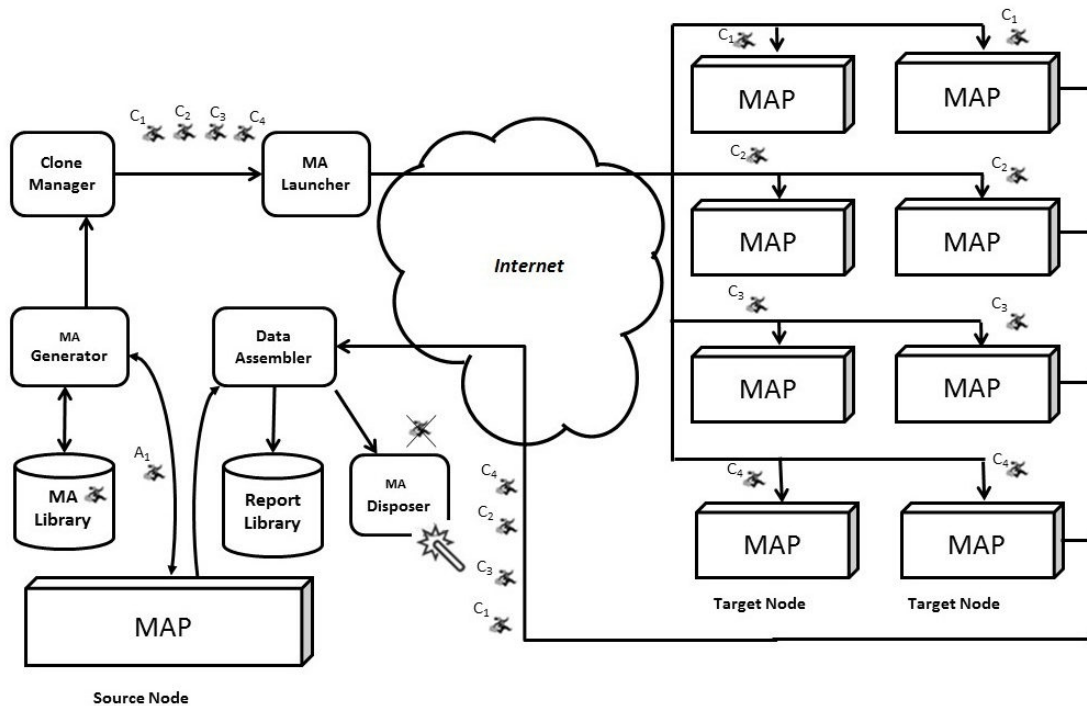 C1
C1
MAP
MAP
C1
C2
C3
C4
Clone
Manager
MA
Launcher
C2
C2
MAP
MAP
Internet
C3
C3
MA
Generator
Data
Assembler
MAP
MAP
A1
C4
C4
MA
Library
Report
Library
MA
Disposer
C4
C2
C3
C1
MAP
MAP
Target Node
Target Node
MAP
Source Node